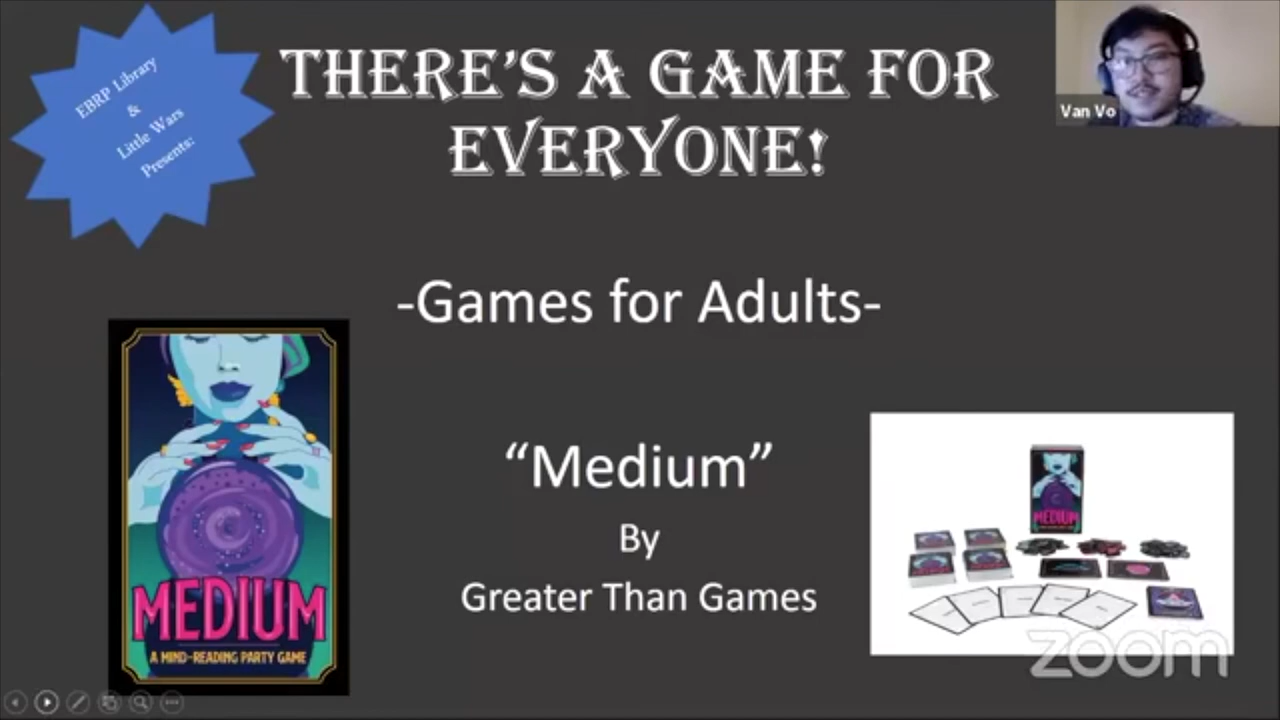 EBRP Library
&
Little Wars
Presents:
THERE'S A GAME FOR
EVERYONE!
Van Vo
-Games for Adults-
MEDIUM
A MIND-READING PARTY GAME
“Medium”
By
Greater Than Games
MEDIUM
zoom